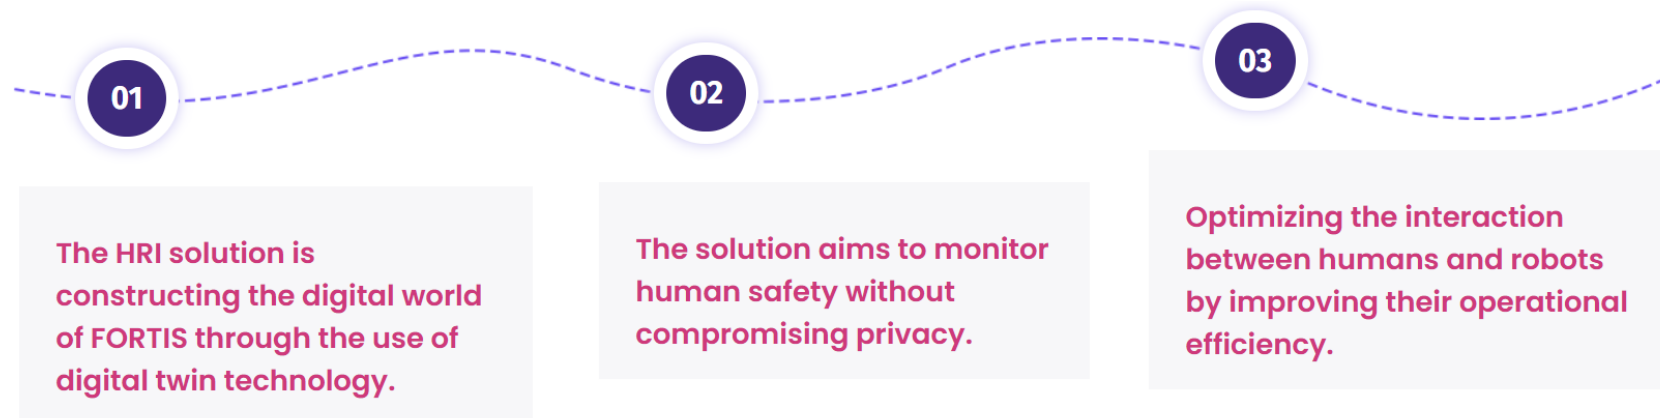 01
The HRI solution is
constructing the digital world
of FORTIS through the use of
digital twin technology.
02
The solution aims to monitor
human safety without
compromising privacy.
03
Optimizing the interaction
between humans and robots
by improving their operational
efficiency.